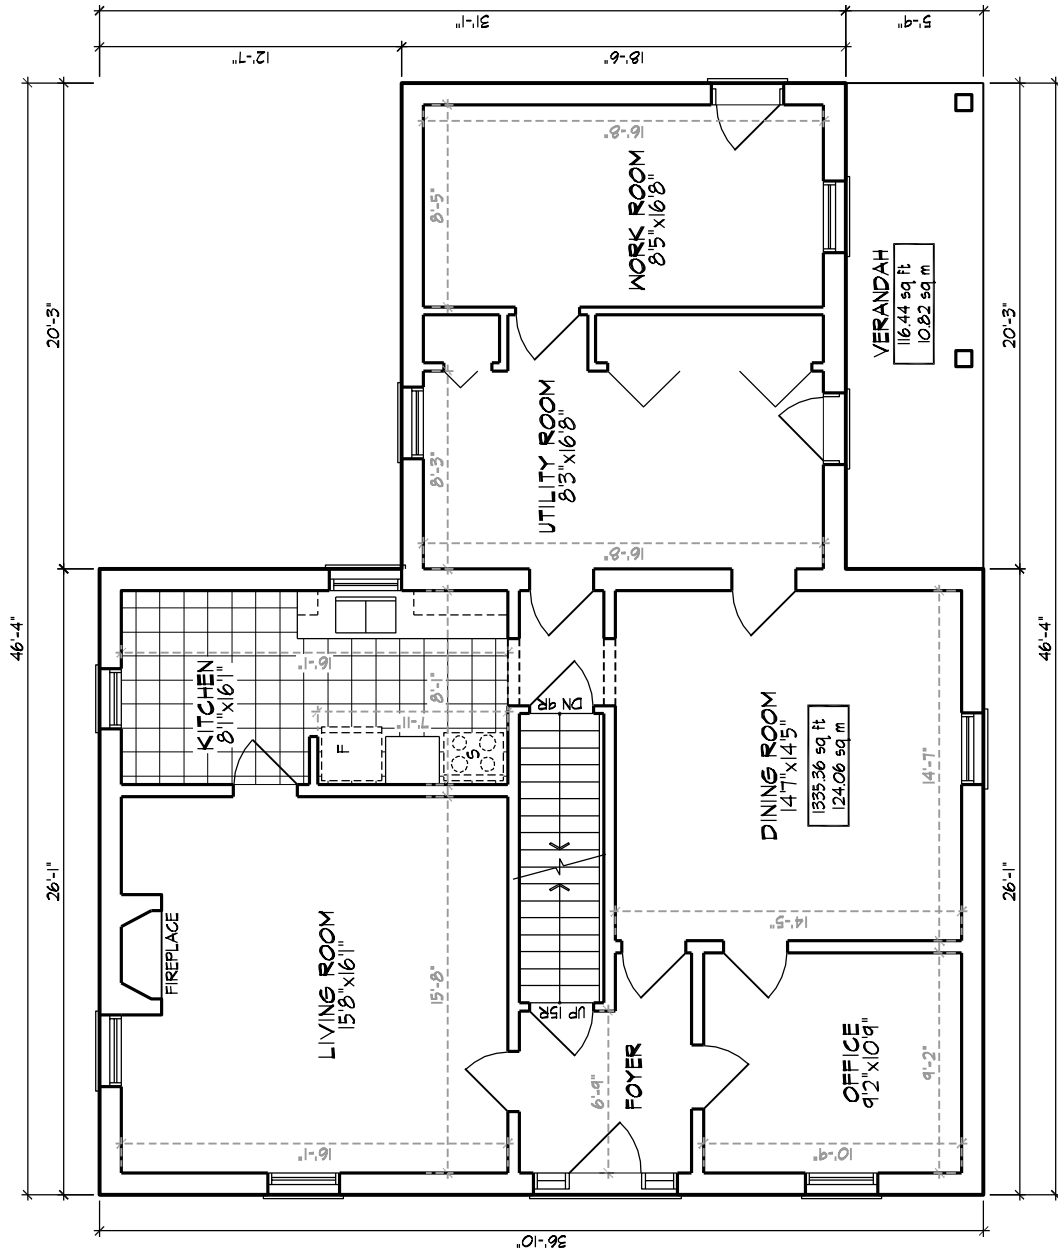 31'-1"
5'-9"
12'-7"
18'-6"
16'-8"
8'-5"
WORK ROOM
8'5"x16'8"
VERANDAH
116.44 sq ft
10.82 sq m
20'-3"
20'-3"
UTILITY ROOM
8'3"x16'8"
8'-3"
16'-8"
46'-4"
46'-4"
KITCHEN
8'1"x16'1"
16'-1"
8'-1"
7'-11"
F
S
DN 9R
DINING ROOM
14'7"x14'5"
1335.36 sq ft
124.06 sq m
14'-7"
14'-5"
26'-1"
26'-1"
FIREPLACE
LIVING ROOM
15'8"x16'1"
15'-8"
16'-1"
UP 15R
FOYER
6'-9"
OFFICE
9'2"x10'9"
9'-2"
10'-9"
36'-10"